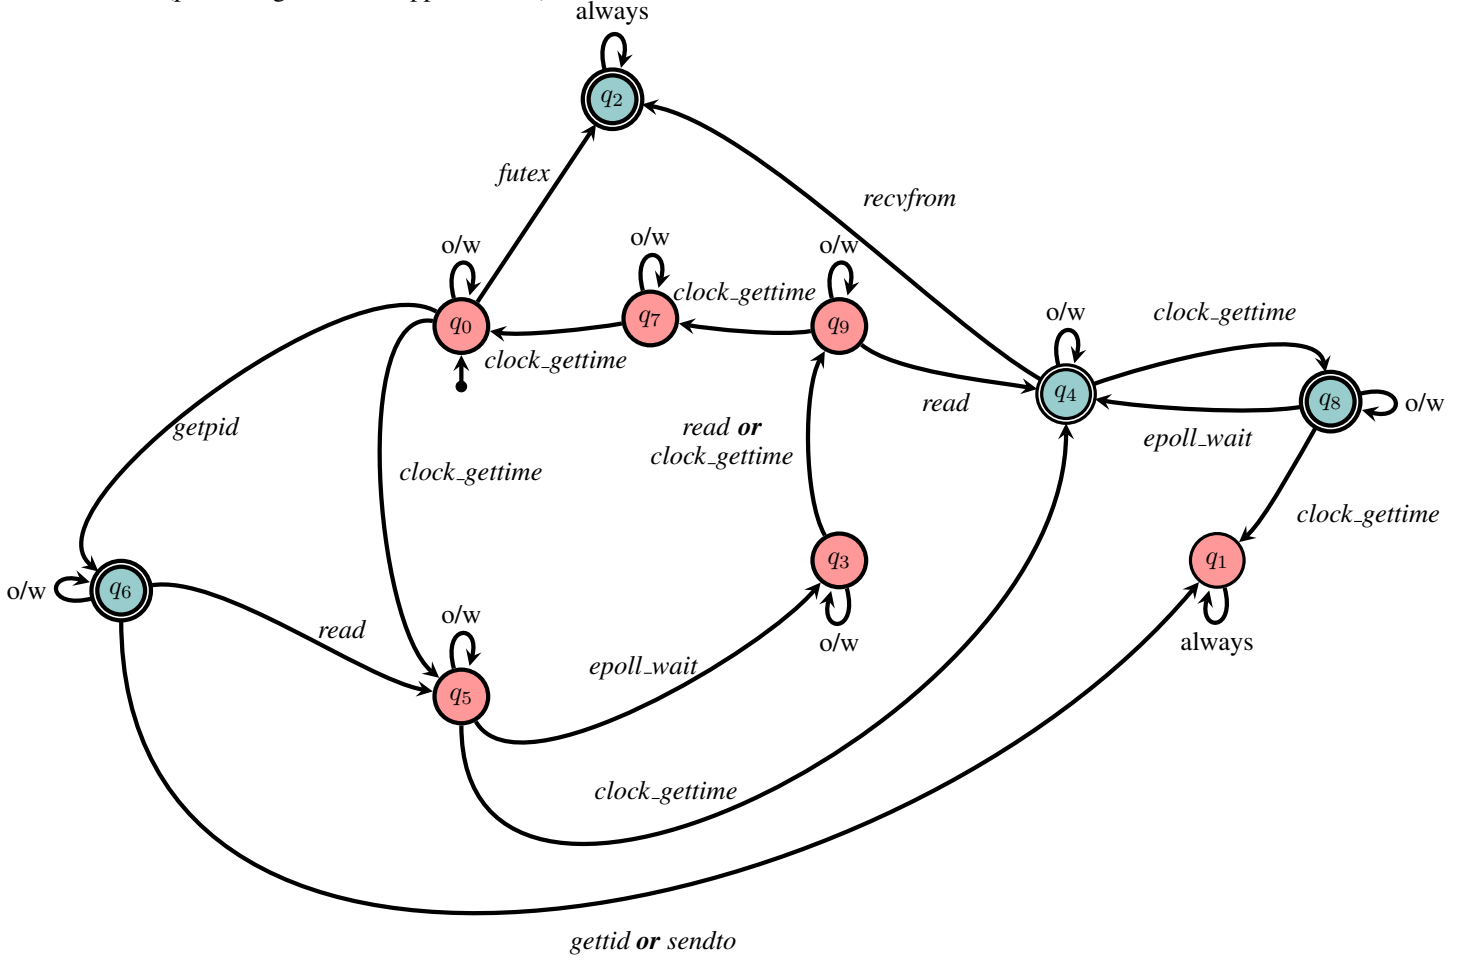 always
q2
futex
recvfrom
o/w
o/w
o/w
clock_gettime
q0
q7
q9
clock_gettime
o/w
clock_gettime
read
q4
q8
o/w
getpid
read or
clock_gettime
epoll_wait
clock_gettime
clock_gettime
q6
o/w
q3
q1
read
o/w
o/w
always
epoll_wait
q5
clock_gettime
gettid or sendto